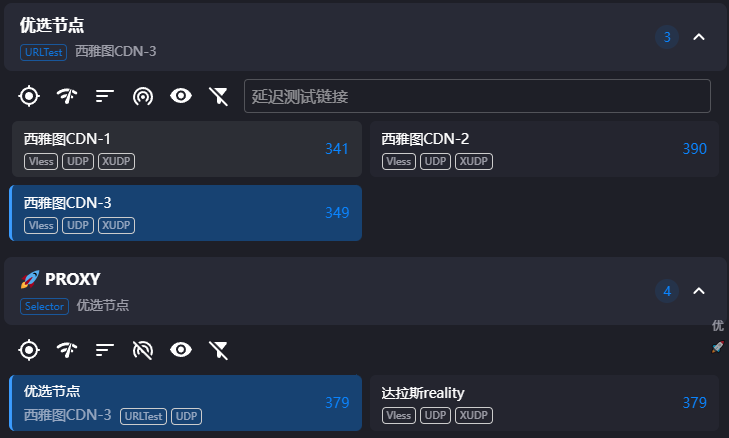 优选节点
URLTest 西雅图CDN-3
3
延迟测试链接
西雅图CDN-1
Vless UDP XUDP
341
西雅图CDN-2
Vless UDP XUDP
390
西雅图CDN-3
Vless UDP XUDP
349
🚀 PROXY
Selector 优选节点
4
优
🚀
优选节点
西雅图CDN-3 URLTest UDP
379
达拉斯reality
Vless UDP XUDP
379